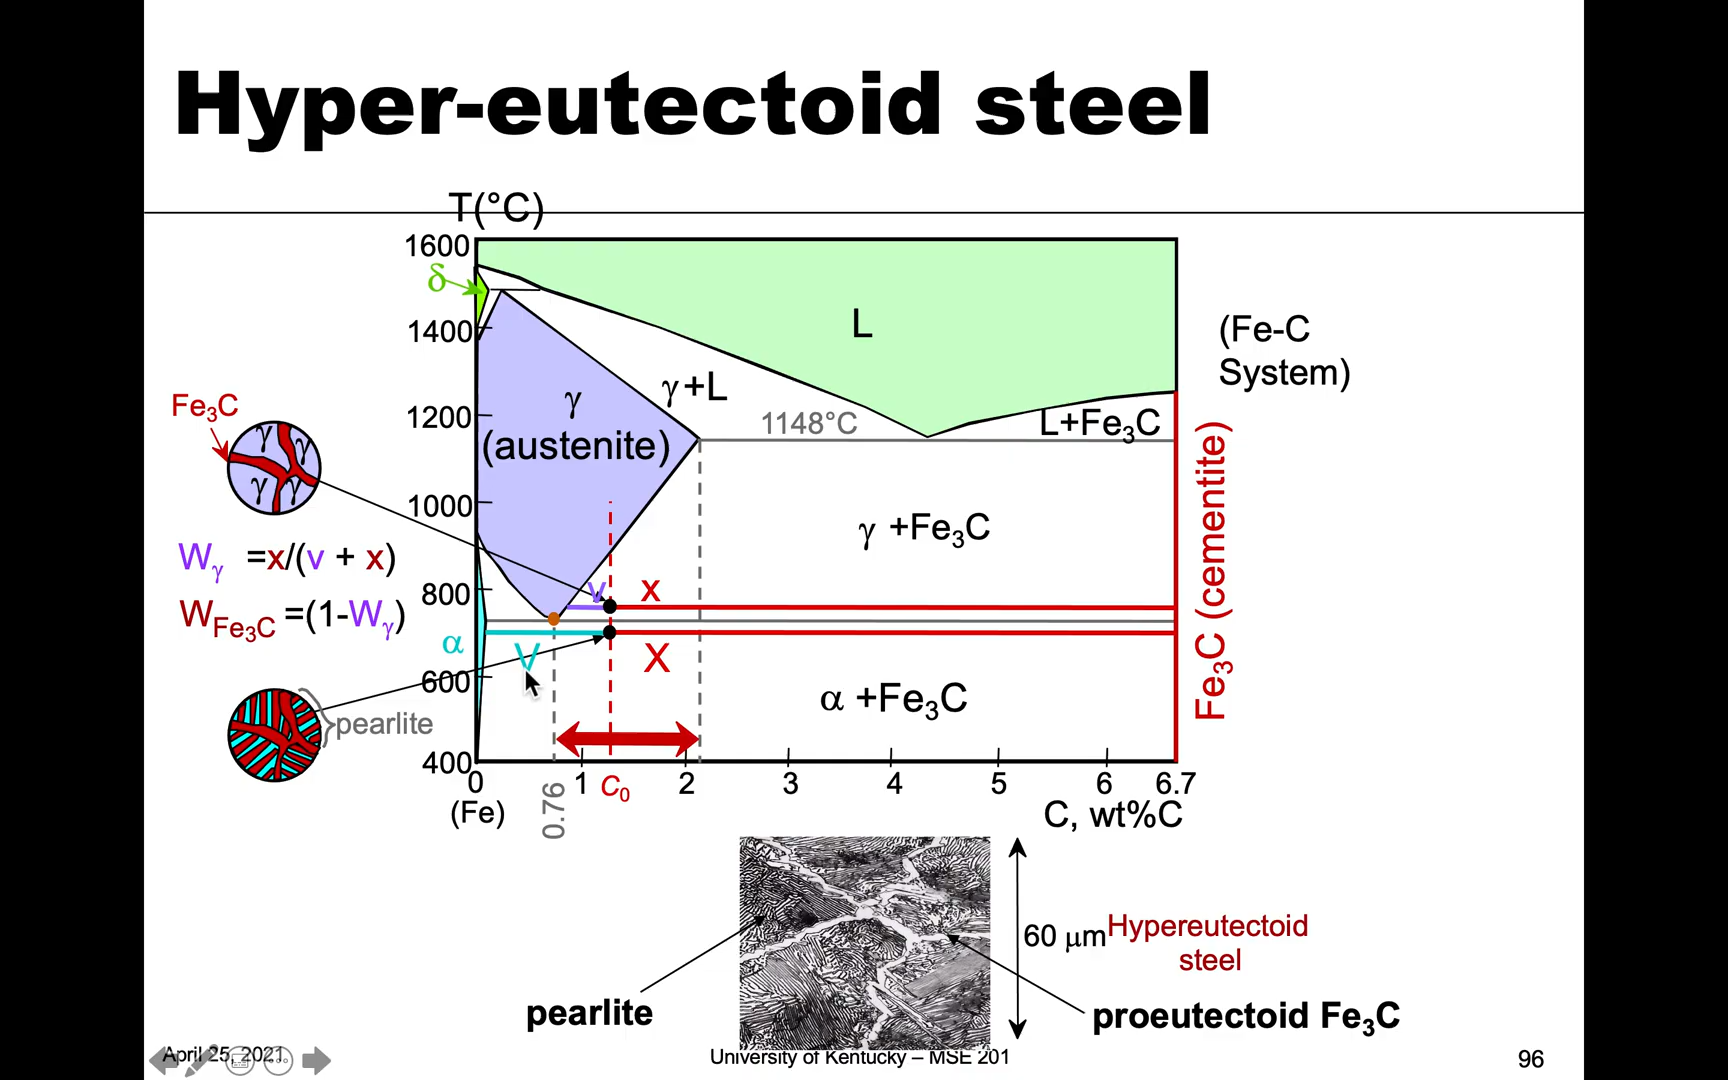 Hyper-eutectoid steel
T(°C)
1600
δ
1400
L
(Fe-C
System)
γ+L
Fe₃C
γ
1200
1148°C
L+Fe₃C
(austenite)
γ γ
γ γ
1000
γ +Fe₃C
Fe₃C (cementite)
Wγ =x/(v + x)
800
v x
W Fe₃C =(1-Wγ)
α
V X
600
α +Fe₃C
pearlite
400
0 1 C₀ 2 3 4 5 6 6.7
(Fe)
0.76
C, wt%C
60 μm
Hypereutectoid
steel
pearlite
proeutectoid Fe₃C
April 25, 2021
University of Kentucky – MSE 201
96